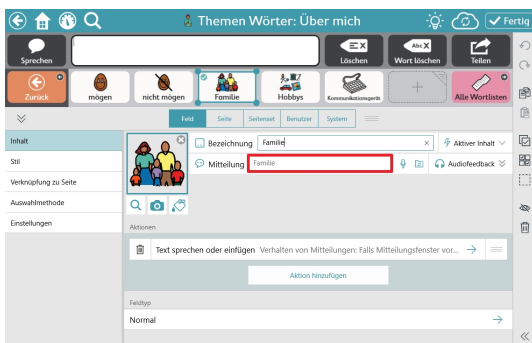 Themen Wörter: Über mich
Fertig
Sprechen
Löschen
Abc X
Wort löschen
Teilen
Zurück
mögen
nicht mögen
Familie
Hobbys
Kommunikationsgerät
Alle Wortlisten
Feld
Seite
Seitenset
Benutzer
System
Inhalt
Stil
Verknüpfung zu Seite
Auswahlmethode
Einstellungen
Bezeichnung
Familie
Aktiver Inhalt
Mitteilung
Familie
Audiofeedback
Aktionen
Text sprechen oder einfügen Verhalten von Mitteilungen: Falls Mitteilungsfenster vor...
Aktion hinzufügen
Feldtyp
Normal